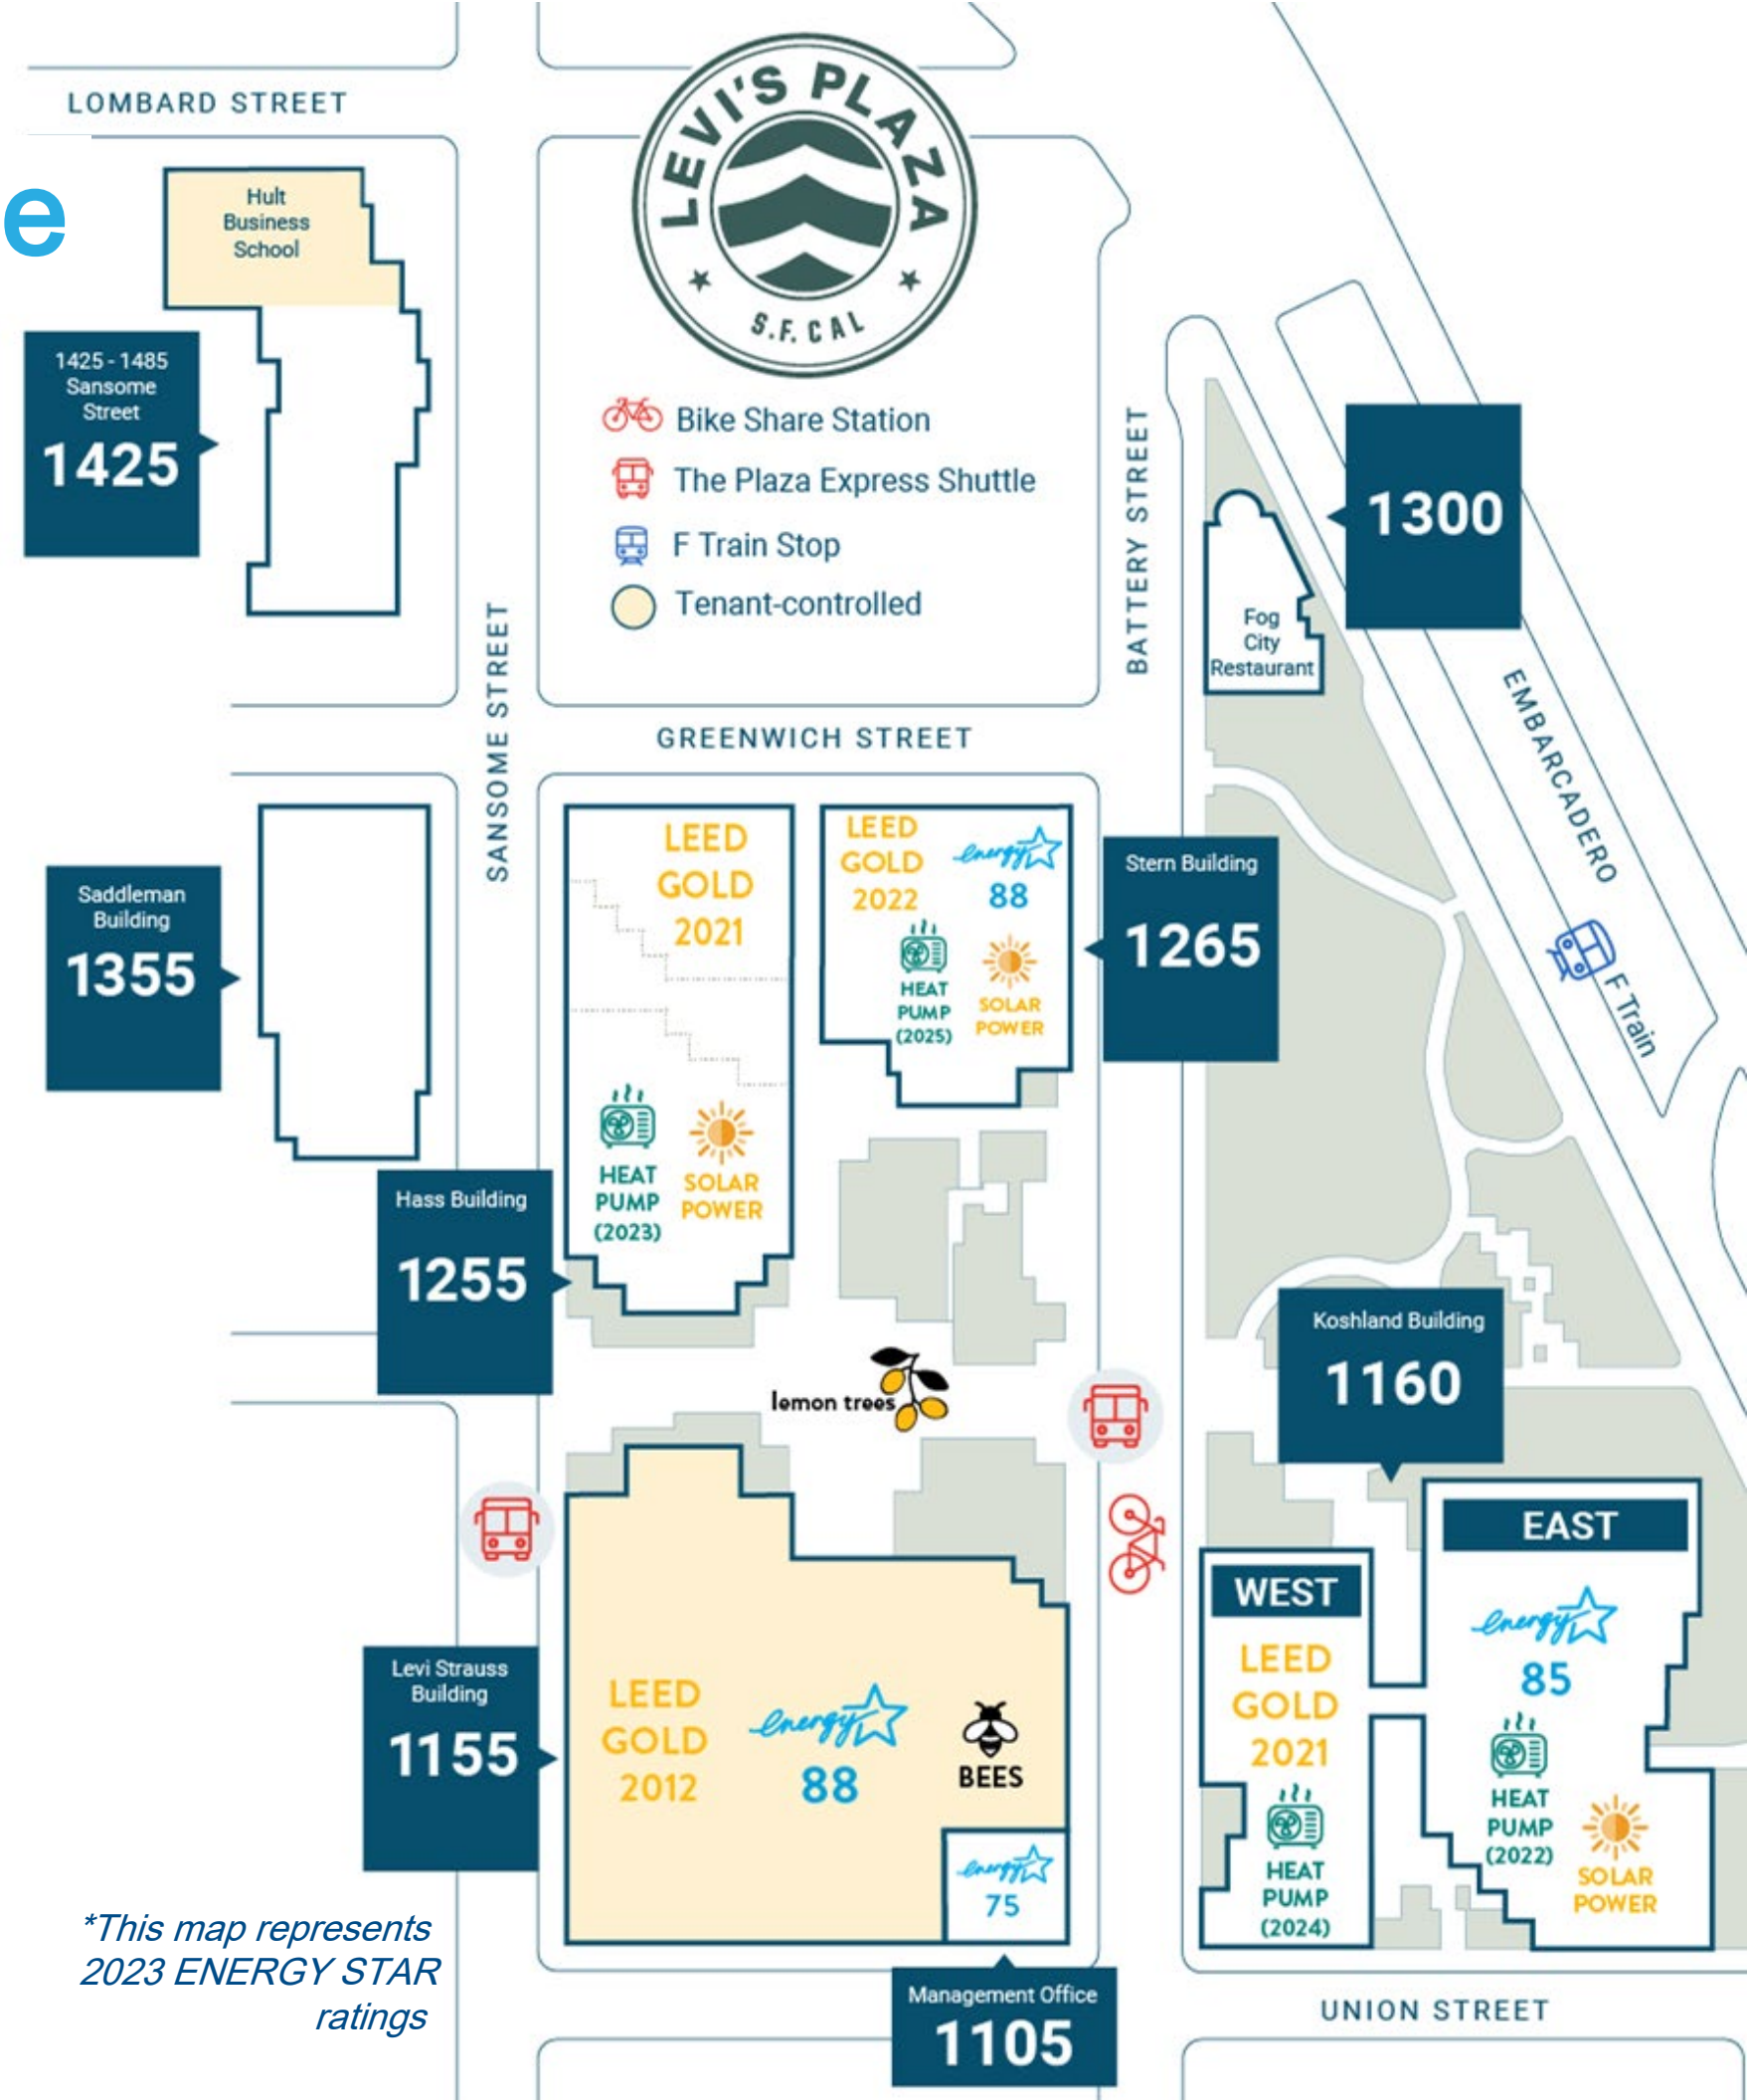 LOMBARD STREET
LEVI'S PLAZA
S.F. CAL
e
Hult
Business
School
1425 - 1485
Sansome
Street
1425
Bike Share Station
The Plaza Express Shuttle
F Train Stop
Tenant-controlled
SANSOME STREET
BATTERY STREET
1300
Fog
City
Restaurant
EMBARCADERO
GREENWICH STREET
Saddleman
Building
1355
LEED
GOLD
2021
HEAT
PUMP
(2023)
SOLAR
POWER
LEED
GOLD
2022
energy
88
HEAT
PUMP
(2025)
SOLAR
POWER
Stern Building
1265
F Train
Hass Building
1255
lemon trees
Koshland Building
1160
Levi Strauss
Building
1155
LEED
GOLD
2012
energy
88
BEES
energy
75
WEST
LEED
GOLD
2021
HEAT
PUMP
(2024)
EAST
energy
85
HEAT
PUMP
(2022)
SOLAR
POWER
*This map represents
2023 ENERGY STAR
ratings
Management Office
1105
UNION STREET